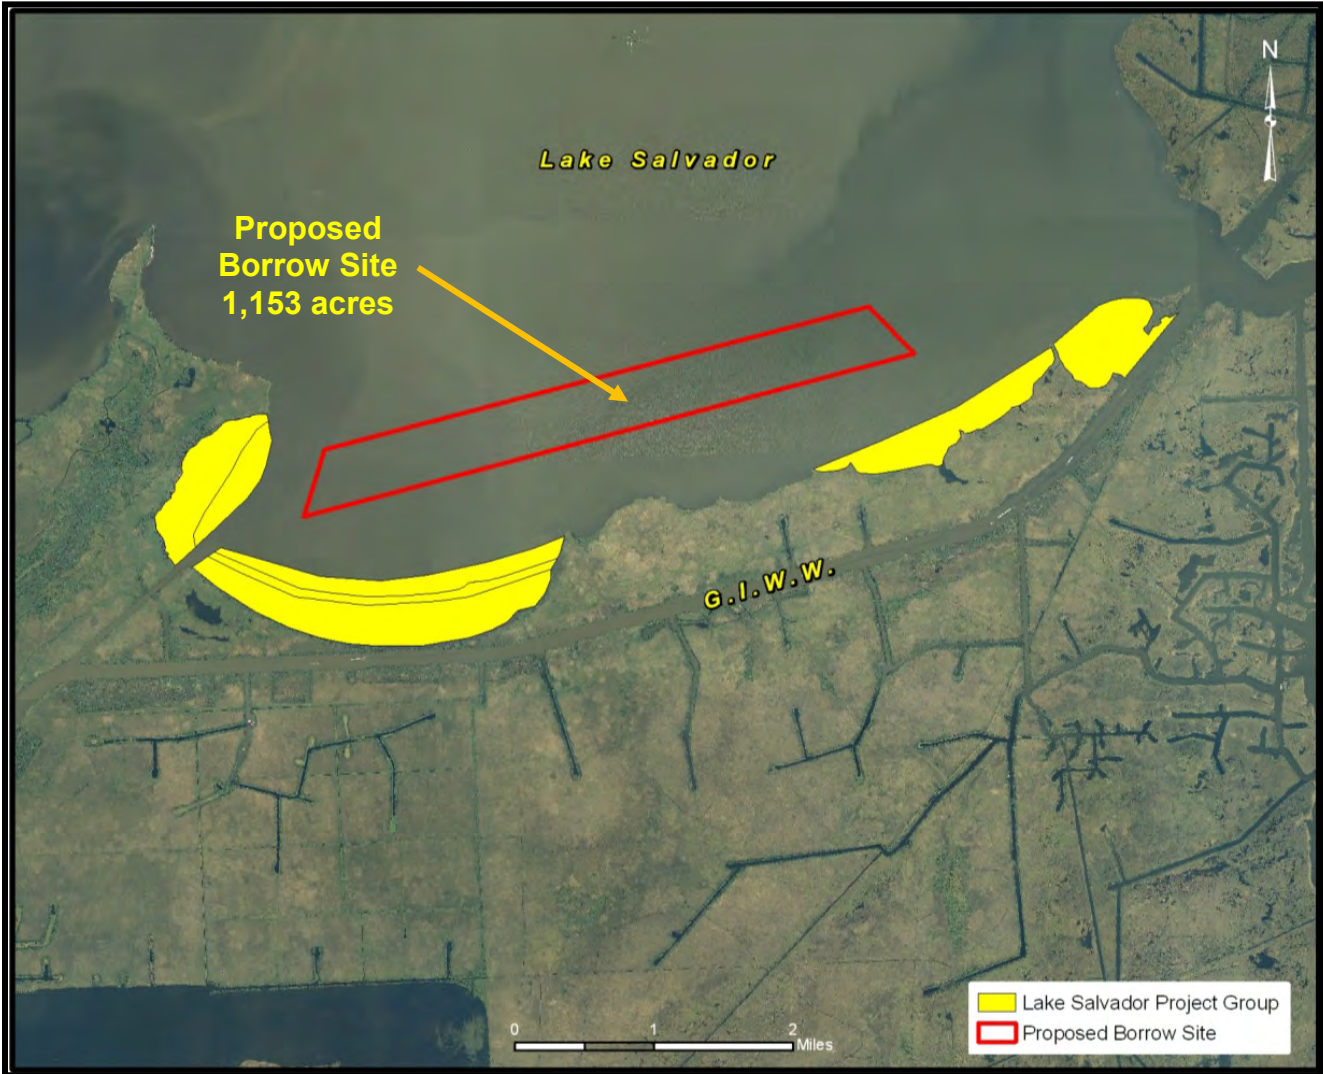 N
Lake Salvador
Proposed
Borrow Site
1,153 acres
G.I.W.W.
0 1 2
Miles
Lake Salvador Project Group
Proposed Borrow Site